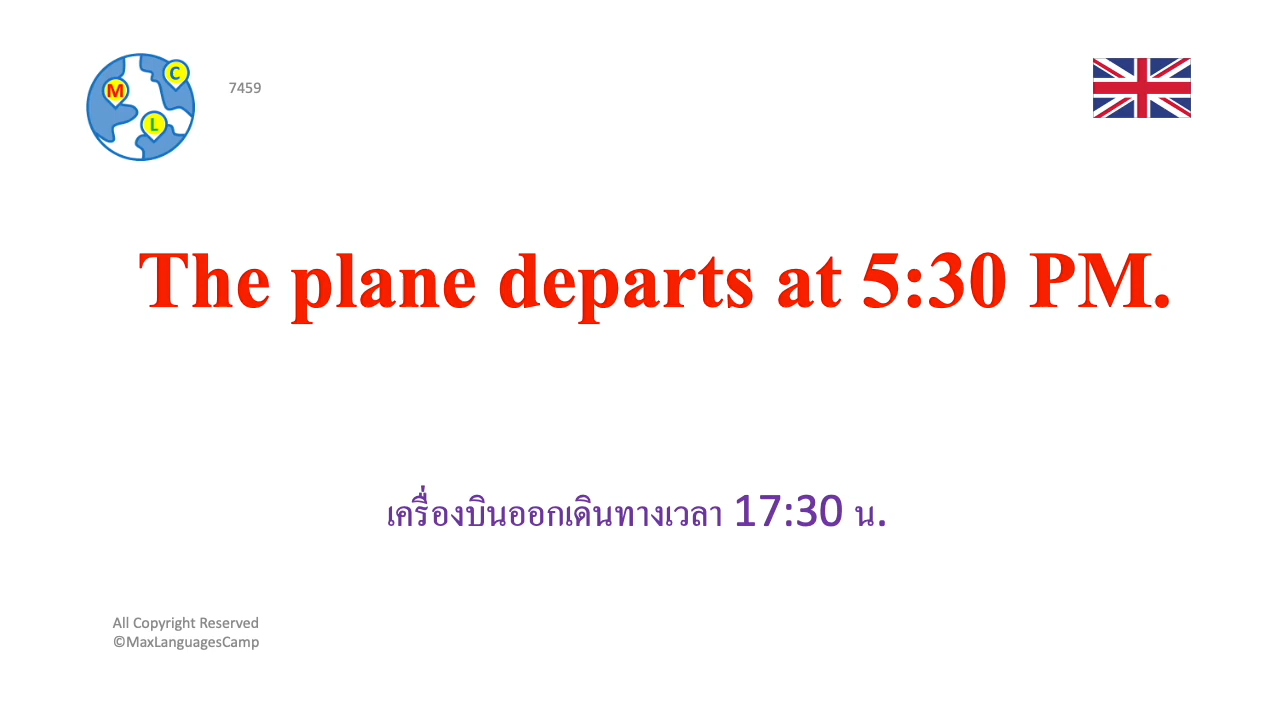 M
C
L
7459
The plane departs at 5:30 PM.
เครื่องบินออกเดินทางเวลา 17:30 น.
All Copyright Reserved
©MaxLanguagesCamp